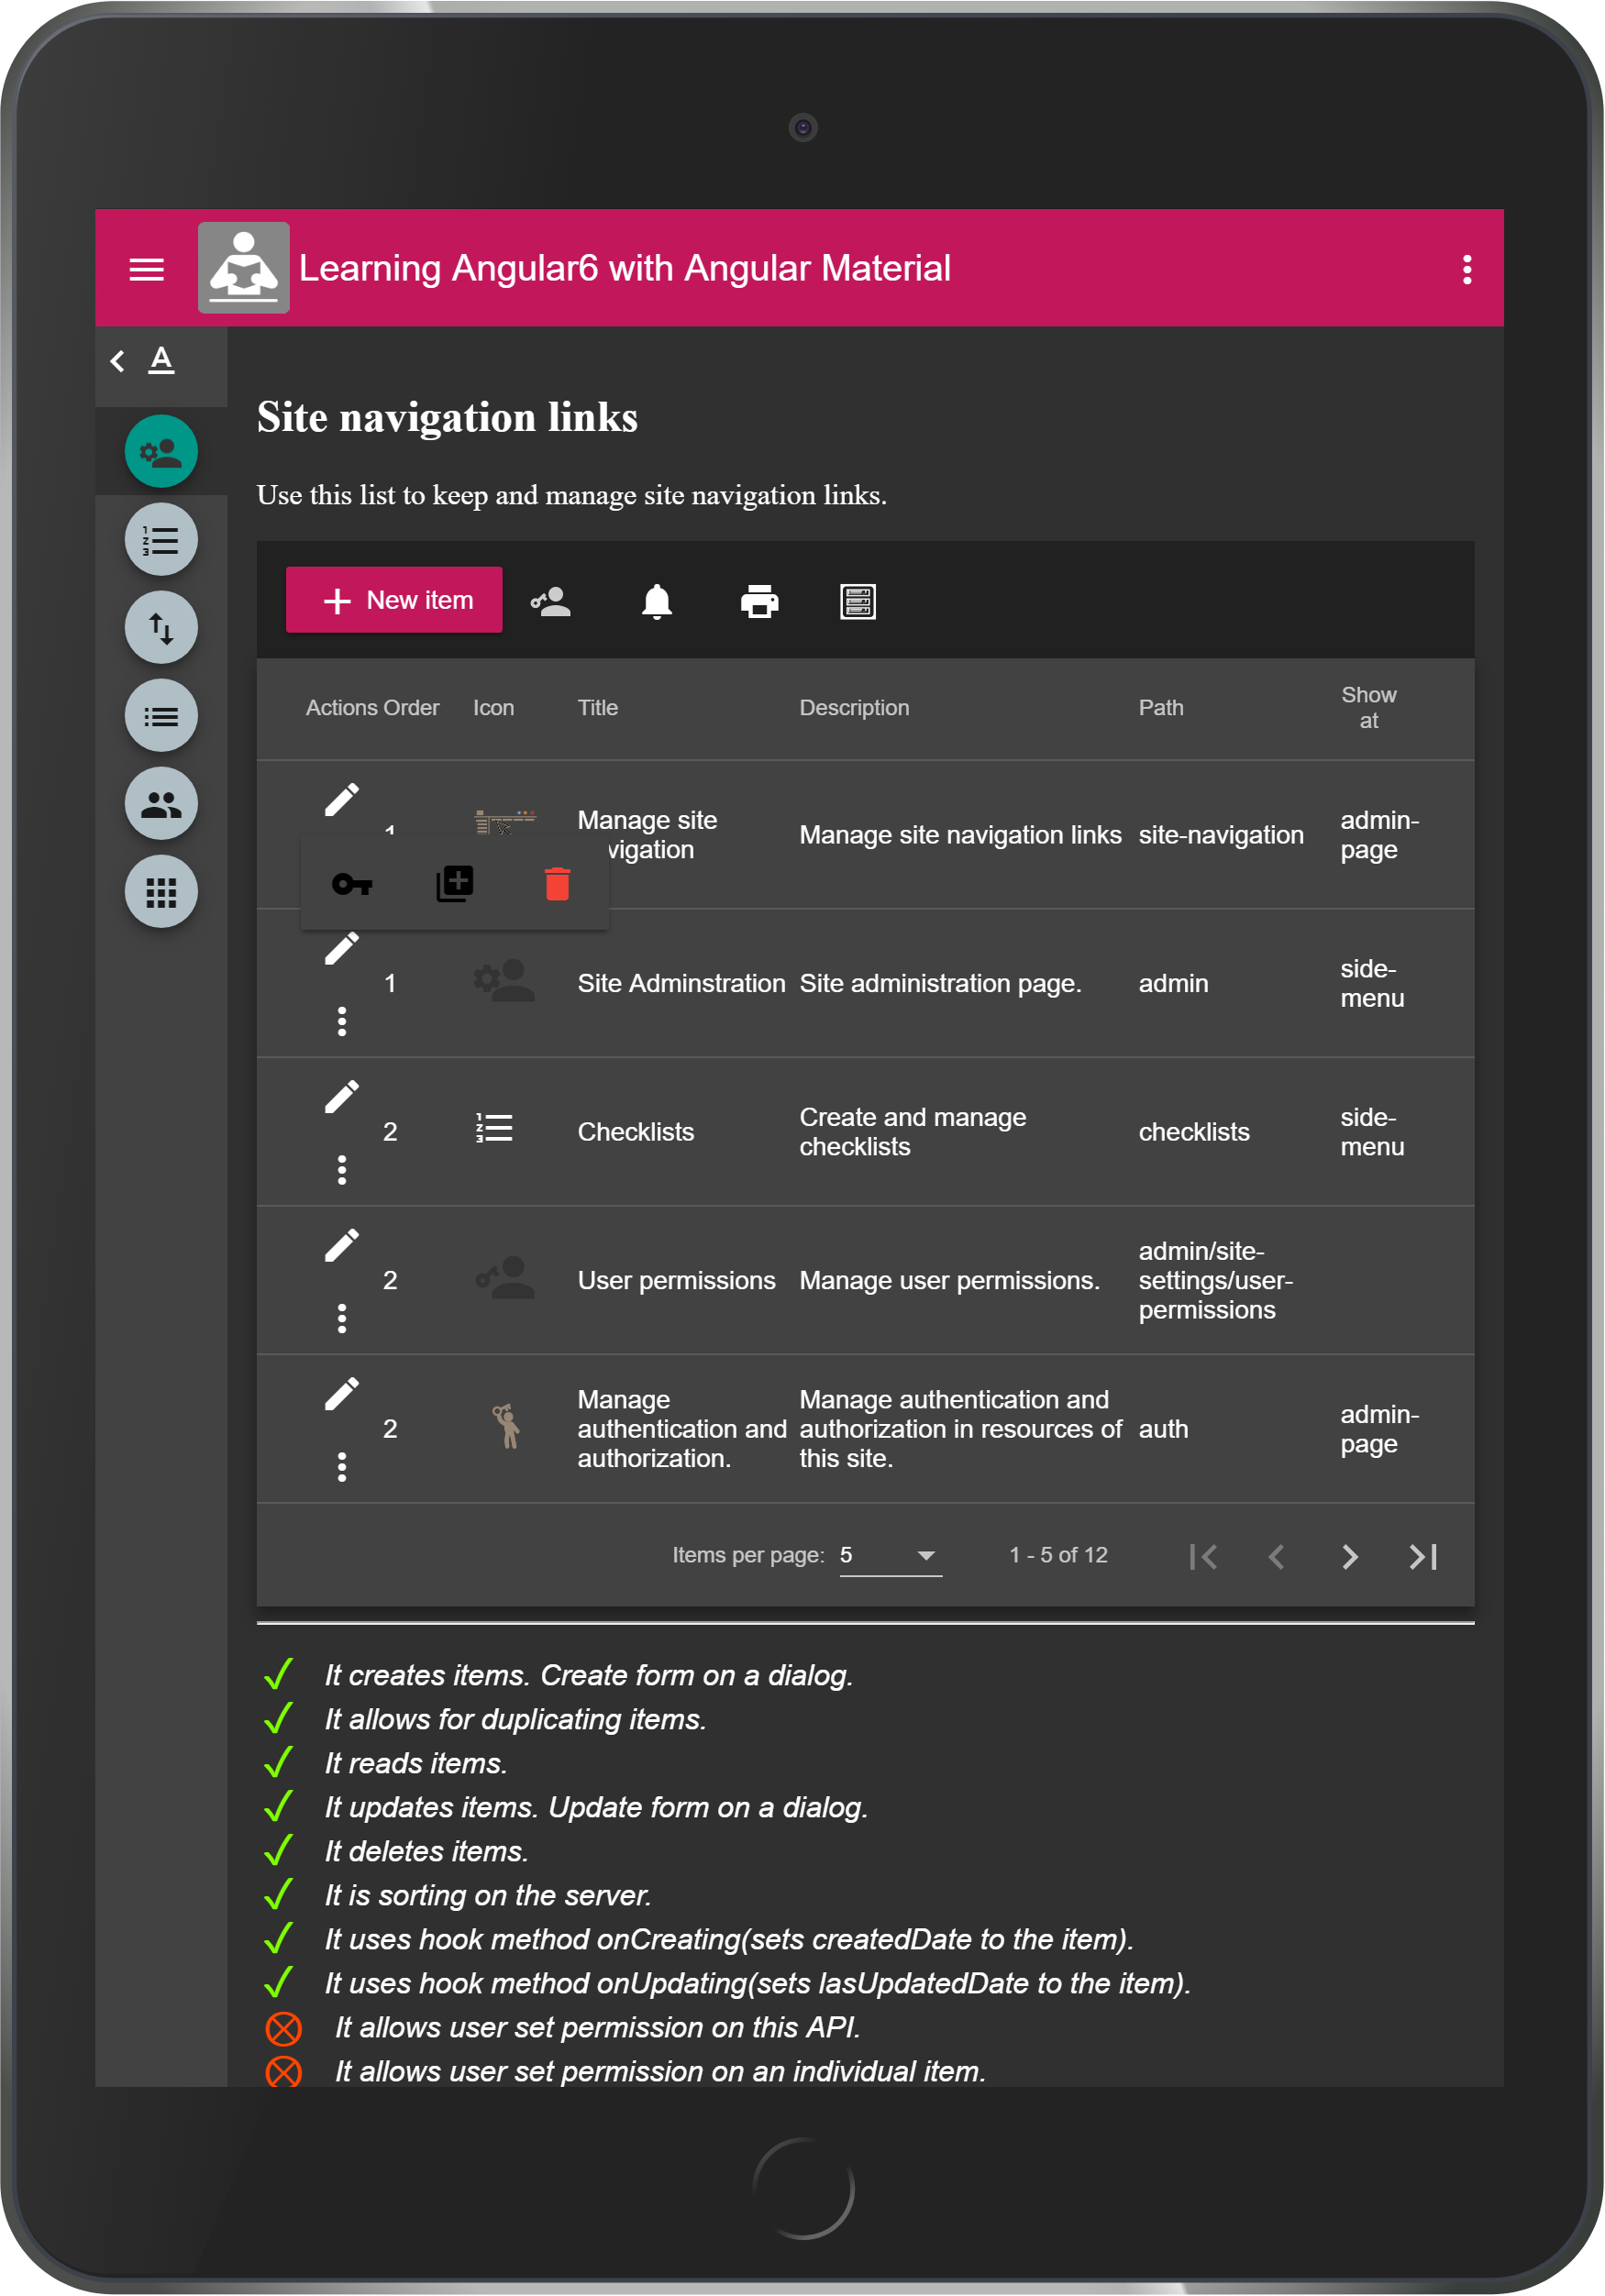 Learning Angular6 with Angular Material
A
Site navigation links
Use this list to keep and manage site navigation links.
New item
Actions Order Icon Title Description Path Show
at
1 Manage site
vigation Manage site navigation links site-navigation admin-
page
1 Site Adminstration Site administration page. admin side-
menu
2 Checklists Create and manage
checklists checklists side-
menu
2 User permissions Manage user permissions. admin/site-
settings/user-
permissions
2 Manage
authentication and
authorization. Manage authentication and
authorization in resources of
this site. auth admin-
page
Items per page: 5 1 - 5 of 12
It creates items. Create form on a dialog.
It allows for duplicating items.
It reads items.
It updates items. Update form on a dialog.
It deletes items.
It is sorting on the server.
It uses hook method onCreating(sets createdDate to the item).
It uses hook method onUpdating(sets lasUpdatedDate to the item).
It allows user set permission on this API.
It allows user set permission on an individual item.